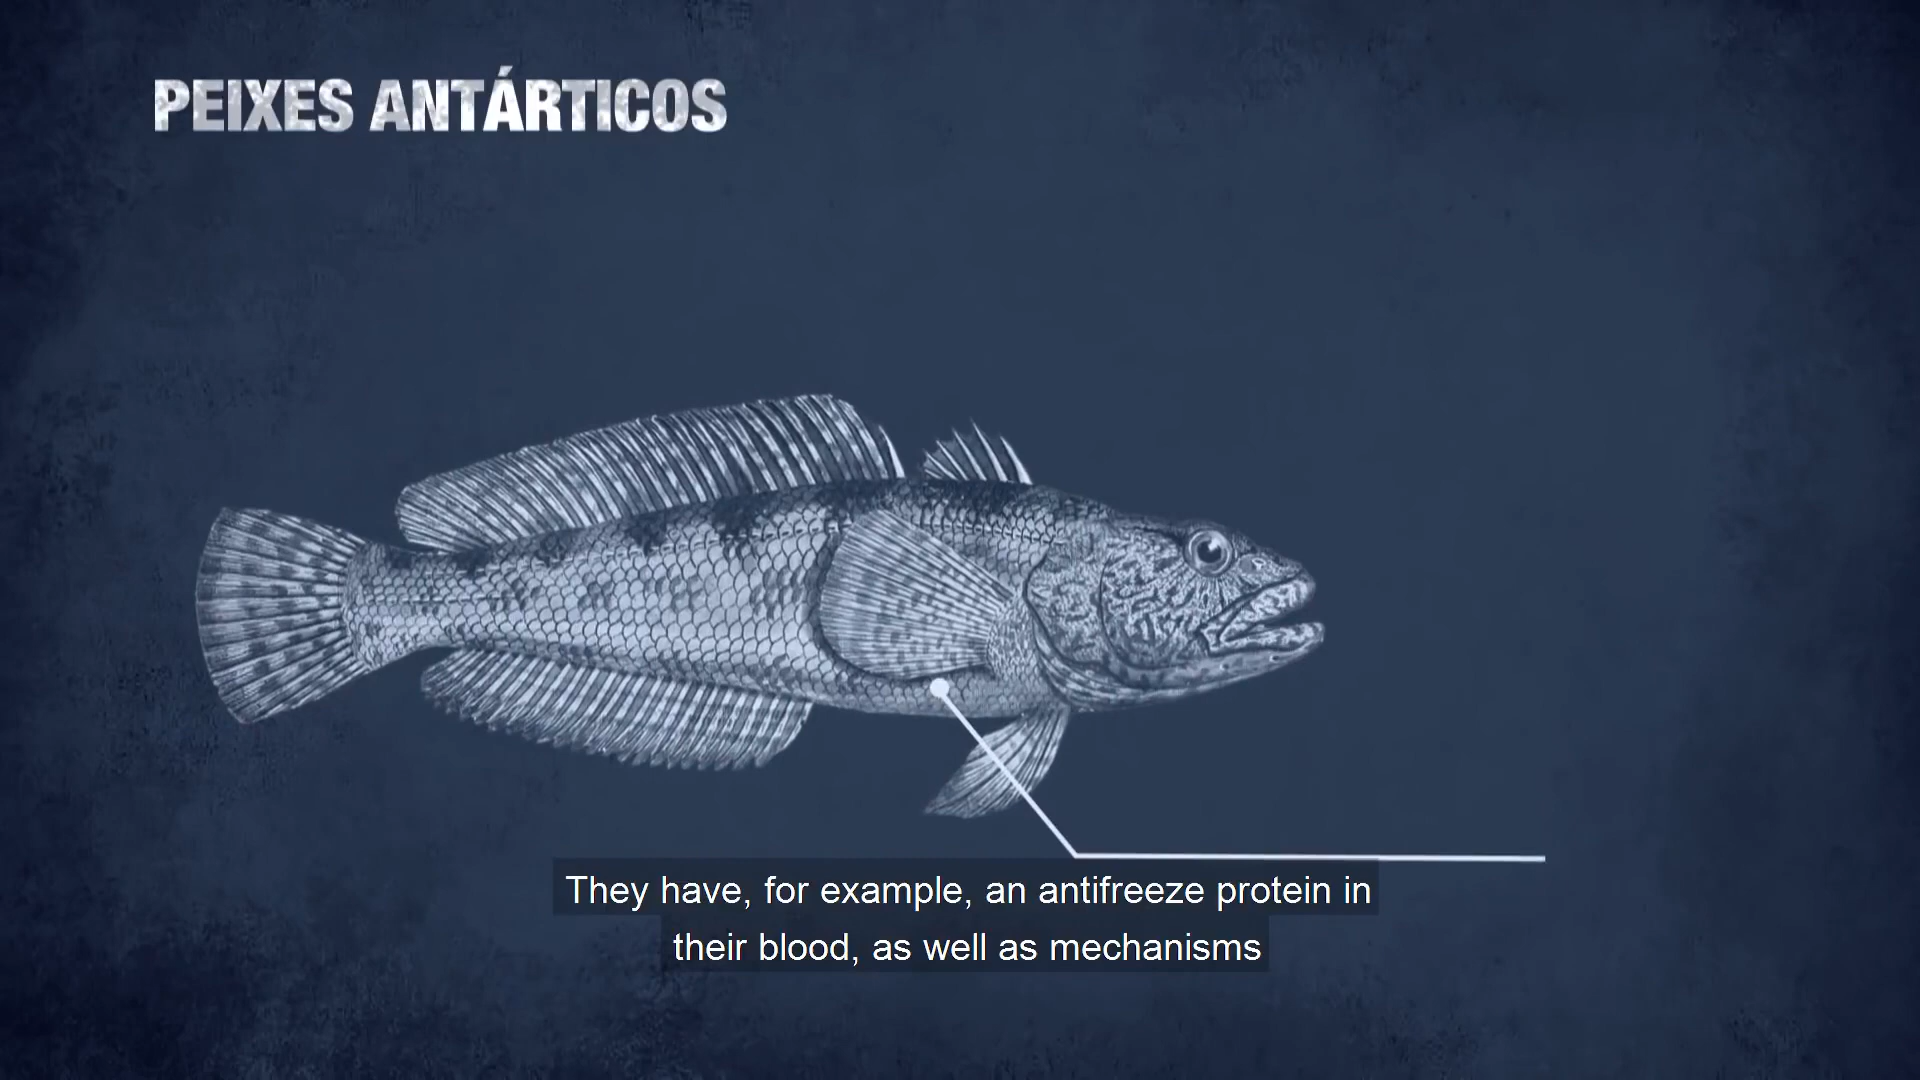 PEIXES ANTÁRTICOS
They have, for example, an antifreeze protein in
their blood, as well as mechanisms